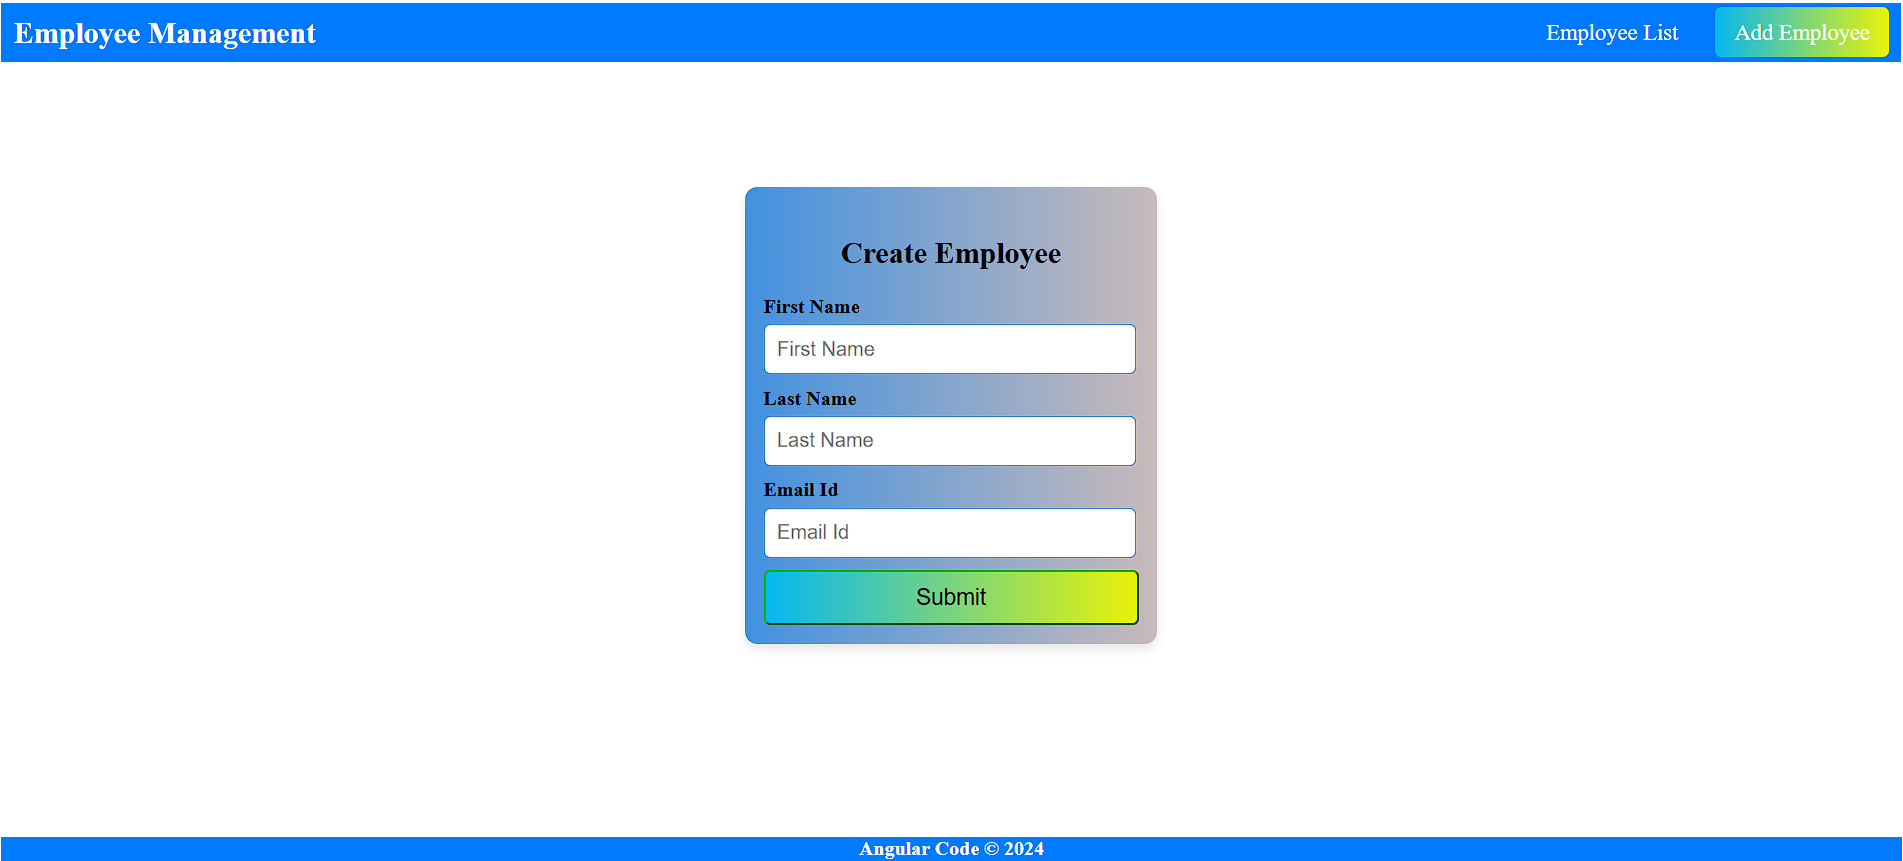 Employee Management
Employee List
Add Employee
Create Employee
First Name
First Name
Last Name
Last Name
Email Id
Email Id
Submit
Angular Code © 2024